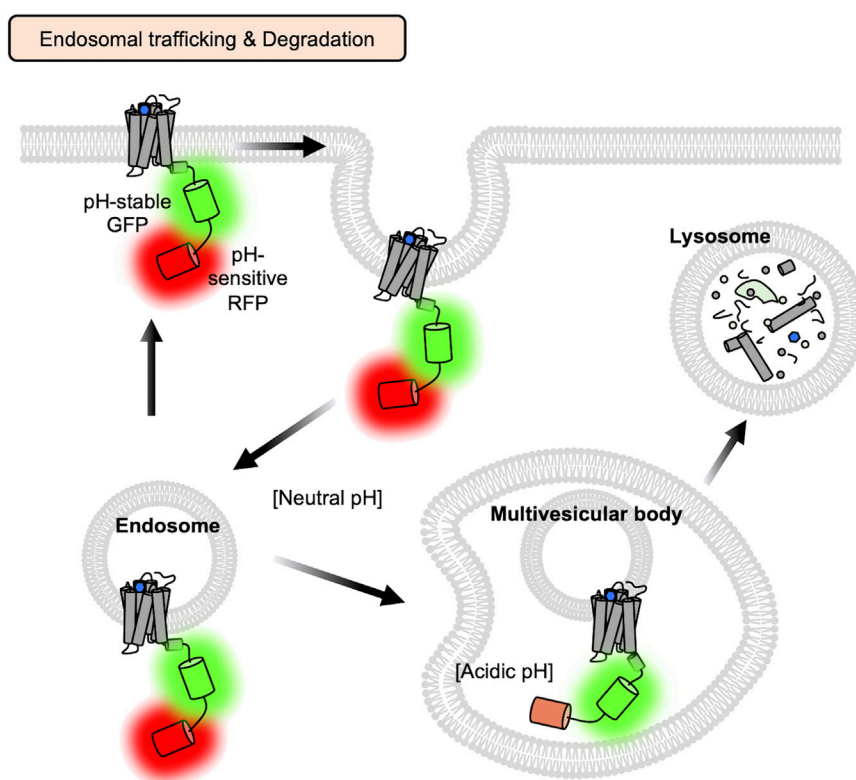 Endosomal trafficking & Degradation
pH-stable
GFP
pH-
sensitive
RFP
Lysosome
[Neutral pH]
Endosome
Multivesicular body
[Acidic pH]